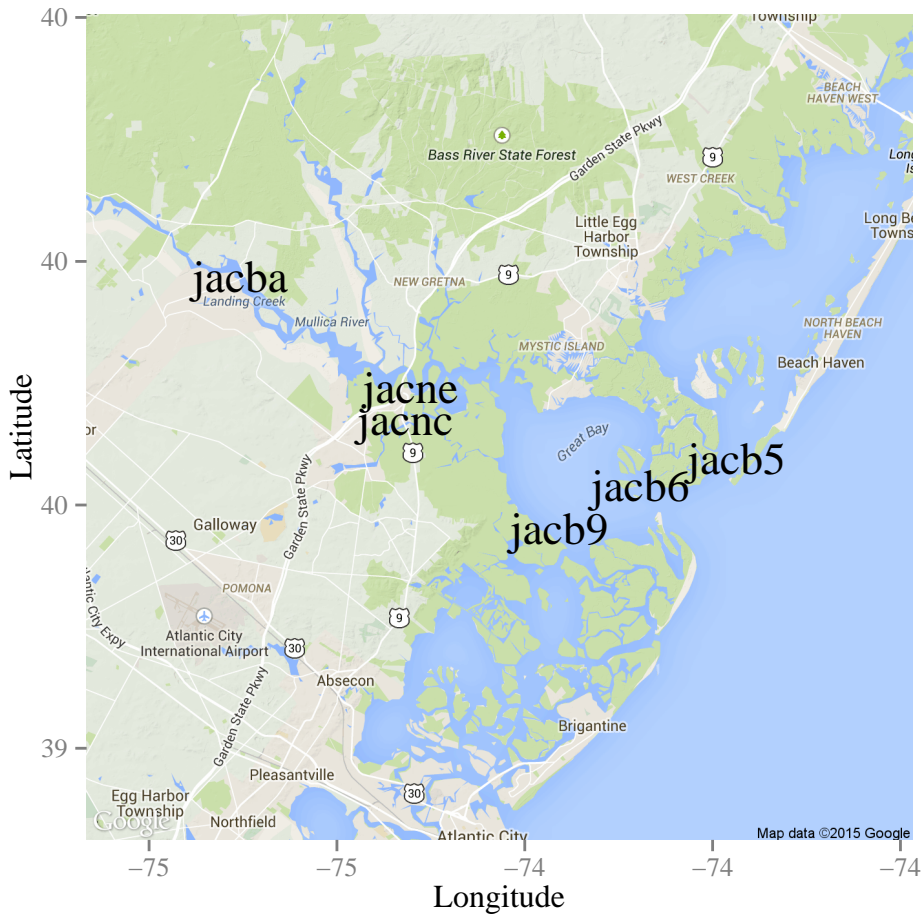 40
Township
BEACH
HAVEN WEST
Garden State Pkwy
Bass River State Forest
9
WEST CREEK
Long Be
Towns
Little Egg
Harbor
Township
40
NEW GRETNA
9
jacba
Landing Creek
Mullica River
NORTH BEACH
HAVEN
MYSTIC ISLAND
Beach Haven
jacne
jacnc
Great Bay
or
9
jacb5
jacb6
40
jacb9
Galloway
30
Garden State Pkwy
POMONA
Atlantic City
International Airport
9
30
lantic City Expy
Absecon
Garden State Pkwy
Brigantine
39
Pleasantville
30
Egg Harbor
Township
Google
Northfield
Atlantic City
Map data ©2015 Google
−75
−75
−74
−74
−74
Longitude
Latitude